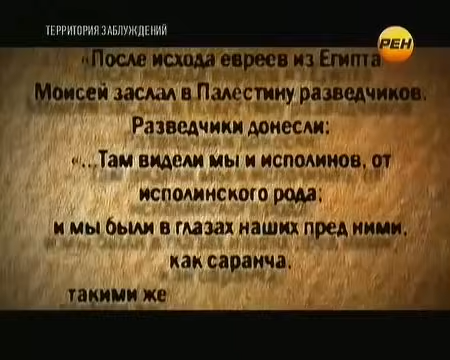 ТЕРРИТОРИЯ ЗАБЛУЖДЕНИЙ
РЕН
«После исхода евреев из Египта
Моисей заслал в Палестину разведчиков.
Разведчики донесли:
«...Там видели мы и исполинов, от
исполинского рода;
и мы были в глазах наших пред ними,
как саранча,
такими же